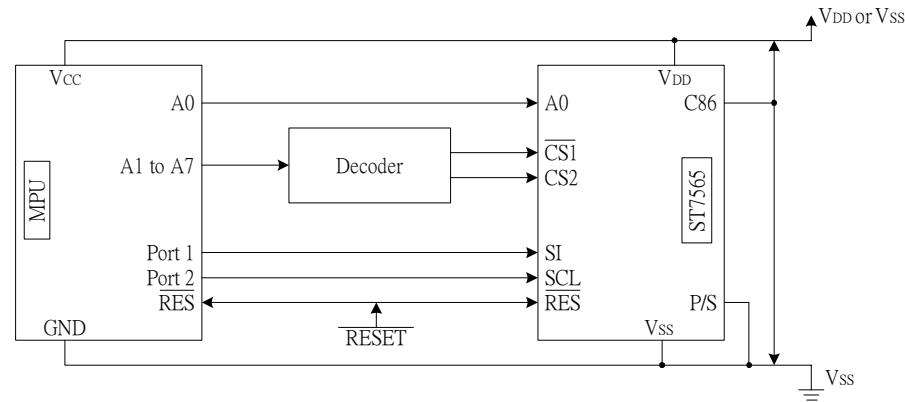 VDD or VSS
VCC
VDD
A0
A0
C86
A1 to A7
Decoder
CS1
CS2
MPU
ST7565
Port 1
SI
Port 2
SCL
RES
RES
P/S
RESET
GND
VSS
VSS